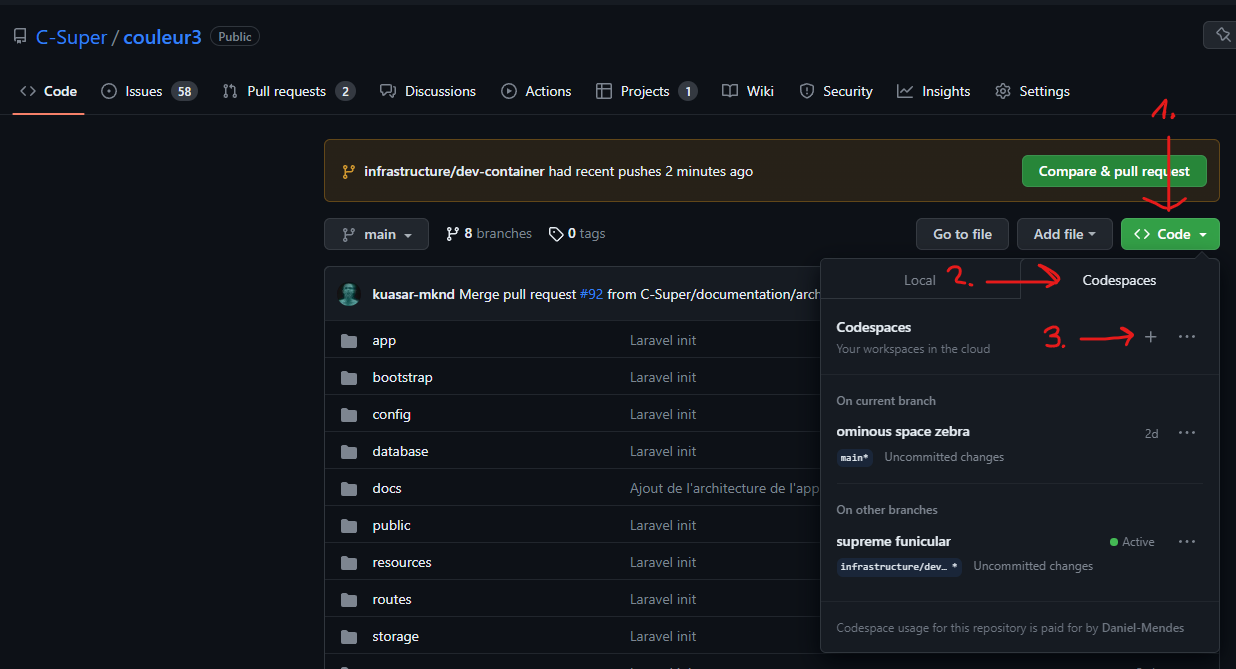 C-Super / couleur3 Public
Code Issues 58 Pull requests 2 Discussions Actions Projects 1 Wiki Security Insights Settings
1.
infrastructure/dev-container had recent pushes 2 minutes ago Compare & pull request
main 8 branches 0 tags Go to file Add file Code
Local 2. Codespaces
kuasar-mknd Merge pull request #92 from C-Super/documentation/arch
Codespaces
Your workspaces in the cloud
3.
app Laravel init
bootstrap Laravel init
config Laravel init
database Laravel init
docs Ajout de l'architecture de l'app
public Laravel init
resources Laravel init
routes Laravel init
storage Laravel init
On current branch
ominous space zebra 2d
main* Uncommitted changes
On other branches
supreme funicular Active
infrastructure/dev… * Uncommitted changes
Codespace usage for this repository is paid for by Daniel-Mendes